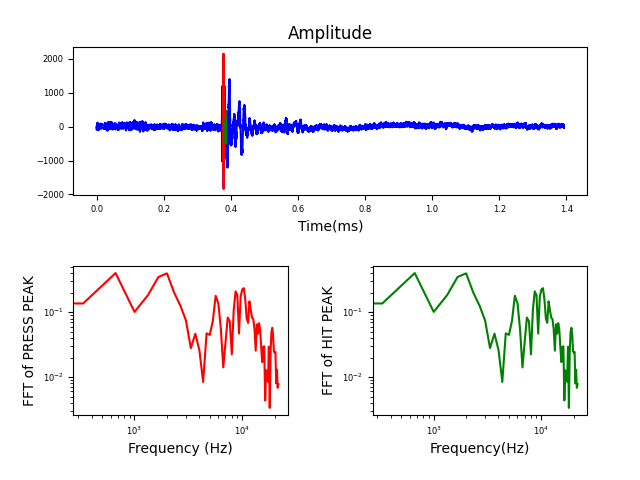 Amplitude
2000
1000
0
−1000
−2000
0.0 0.2 0.4 0.6 0.8 1.0 1.2 1.4
Time(ms)
FFT of PRESS PEAK
10⁻¹
10⁻²
10³ 10⁴
Frequency (Hz)
FFT of HIT PEAK
10⁻¹
10⁻²
10³ 10⁴
Frequency(Hz)